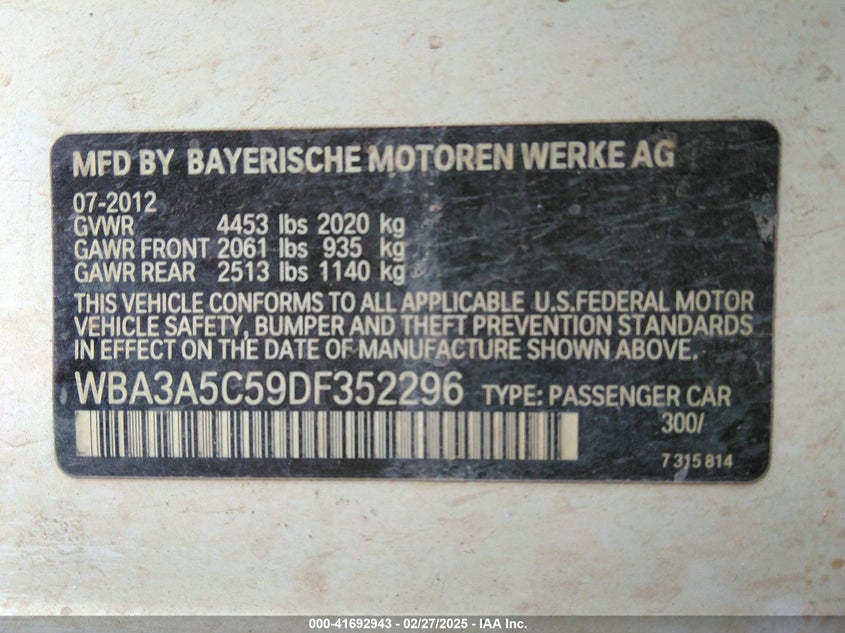 MFD BY BAYERISCHE MOTOREN WERKE AG
07-2012
GVWR 4453 lbs 2020 kg
GAWR FRONT 2061 lbs 935 kg
GAWR REAR 2513 lbs 1140 kg
THIS VEHICLE CONFORMS TO ALL APPLICABLE U.S.FEDERAL MOTOR
VEHICLE SAFETY, BUMPER AND THEFT PREVENTION STANDARDS
IN EFFECT ON THE DATE OF MANUFACTURE SHOWN ABOVE.
WBA3A5C59DF352296 TYPE: PASSENGER CAR
300/
7 315 814
000-41692943 - 02/27/2025 - IAA Inc.